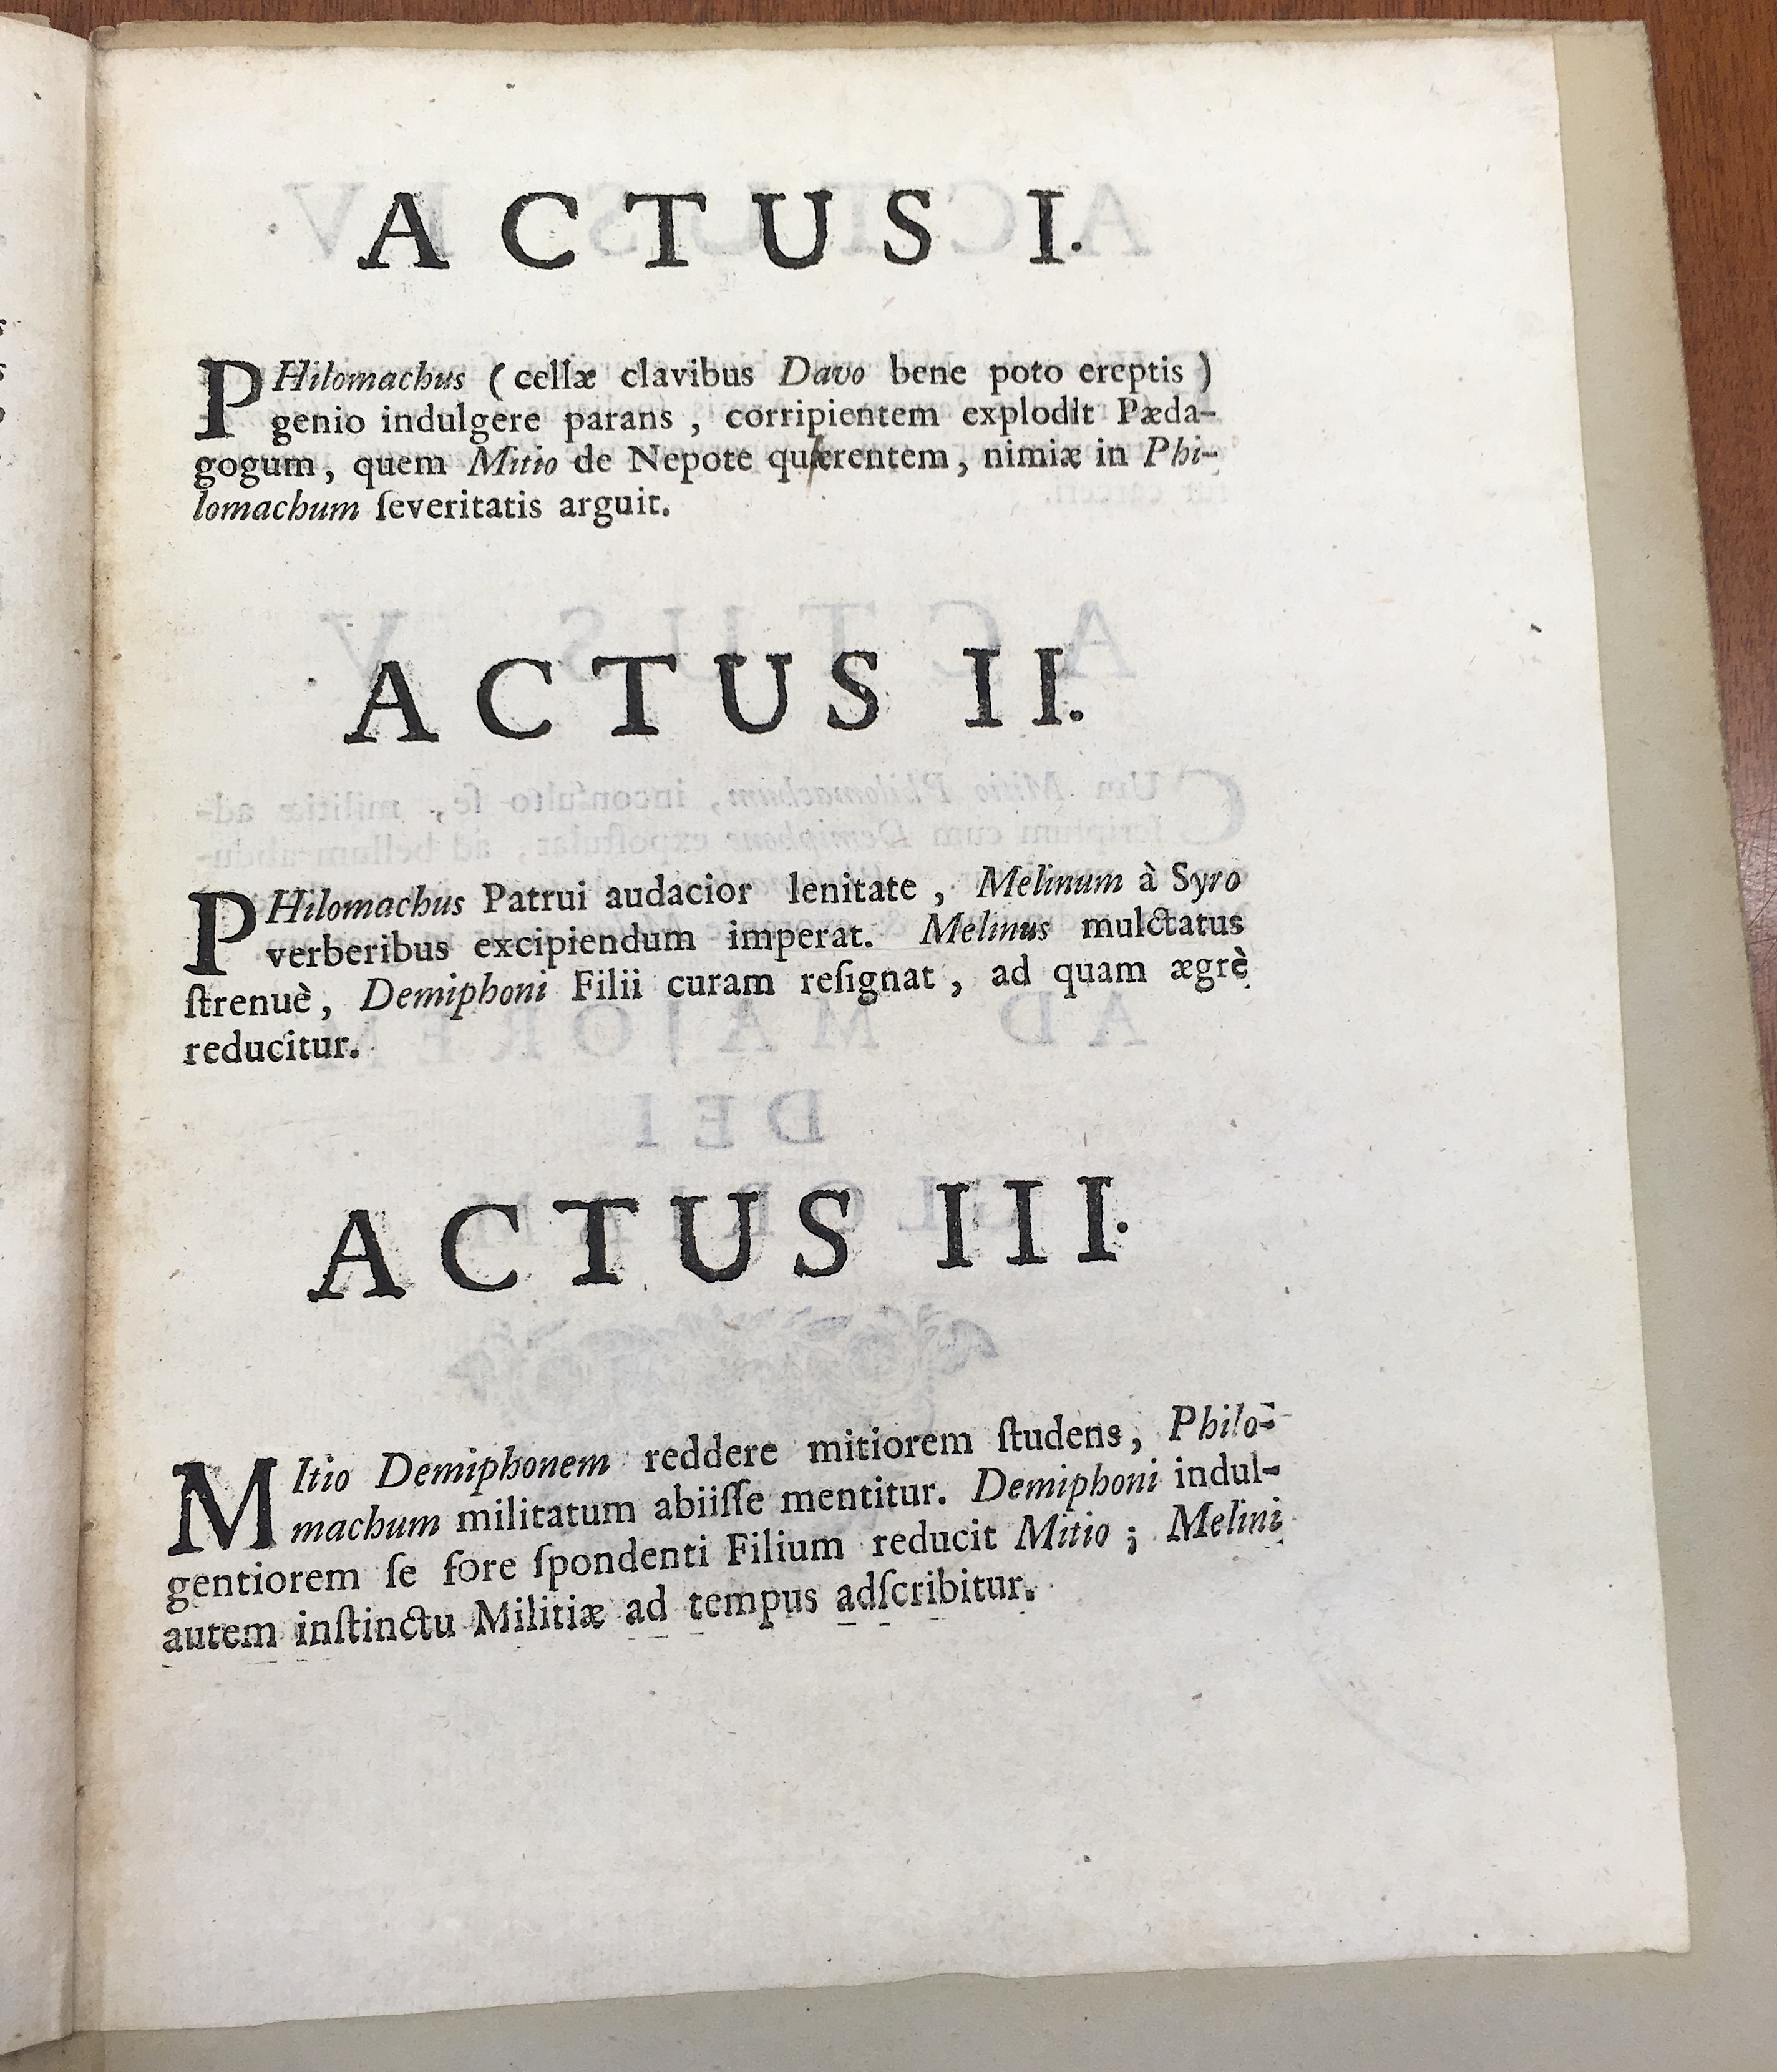 ACTUS I.
PHilomachus ( cellæ clavibus Davo bene poto ereptis )
genio indulgere parans , corripientem explodit Pæda-
gogum, quem Mitio de Nepote quærentem, nimiæ in Phi-
lomachum ſeveritatis arguit.
ACTUS II.
PHilomachus Patrui audacior lenitate , Melinum à Syro
verberibus excipiendum imperat. Melinus mulctatus
ſtrenuè, Demiphoni Filii curam reſignat, ad quam ægrè
reducitur.
ACTUS III.
MItio Demiphonem reddere mitiorem ſtudens, Philo-
machum militatum abiiſſe mentitur. Demiphoni indul-
gentiorem ſe fore ſpondenti Filium reducit Mitio ; Melini
autem inſtinctu Militiæ ad tempus adſcribitur.